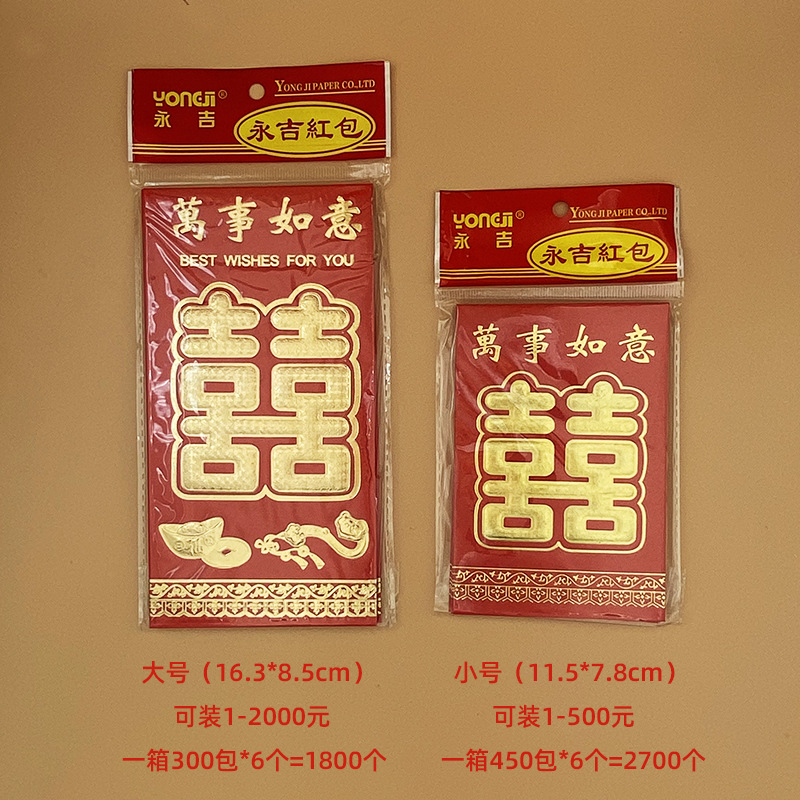 YONGJI®
永吉
YONG JI PAPER CO.,LTD
永吉紅包
萬事如意
BEST WISHES FOR YOU
囍
YONGJI®
永吉
YONG JI PAPER CO.,LTD
永吉紅包
萬事如意
囍
大号（16.3*8.5cm）
可装1-2000元
一箱300包*6个=1800个
小号（11.5*7.8cm）
可装1-500元
一箱450包*6个=2700个